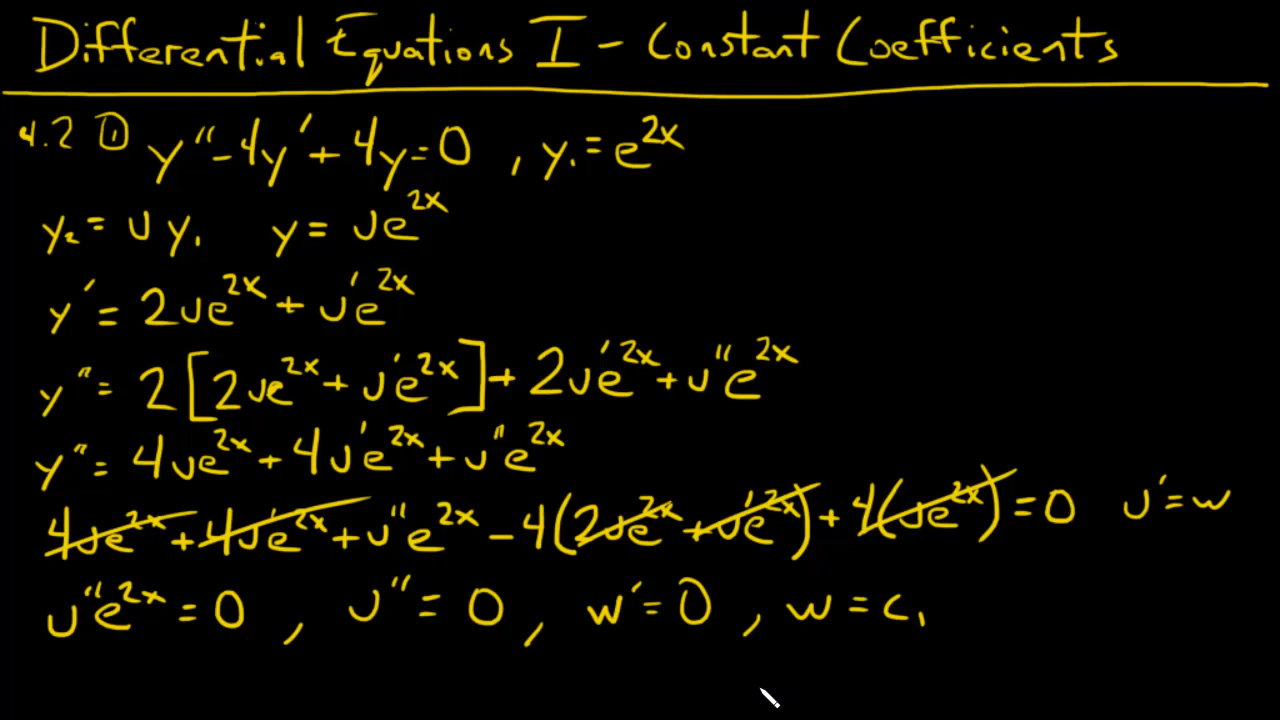 Differential Equations I - Constant Coefficients
4.2 ① y'' - 4y' + 4y = 0 , y₁ = e^{2x}
y₂ = u y₁ y = ue^{2x}
y' = 2ue^{2x} + u'e^{2x}
y'' = 2[2ue^{2x} + u'e^{2x}] + 2u'e^{2x} + u''e^{2x}
y'' = 4ue^{2x} + 4u'e^{2x} + u''e^{2x}
4ue^{2x} + 4u'e^{2x} + u''e^{2x} - 4(2ue^{2x} + u'e^{2x}) + 4(ue^{2x}) = 0 u' = w
u''e^{2x} = 0 , u'' = 0 , w' = 0 , w = c₁